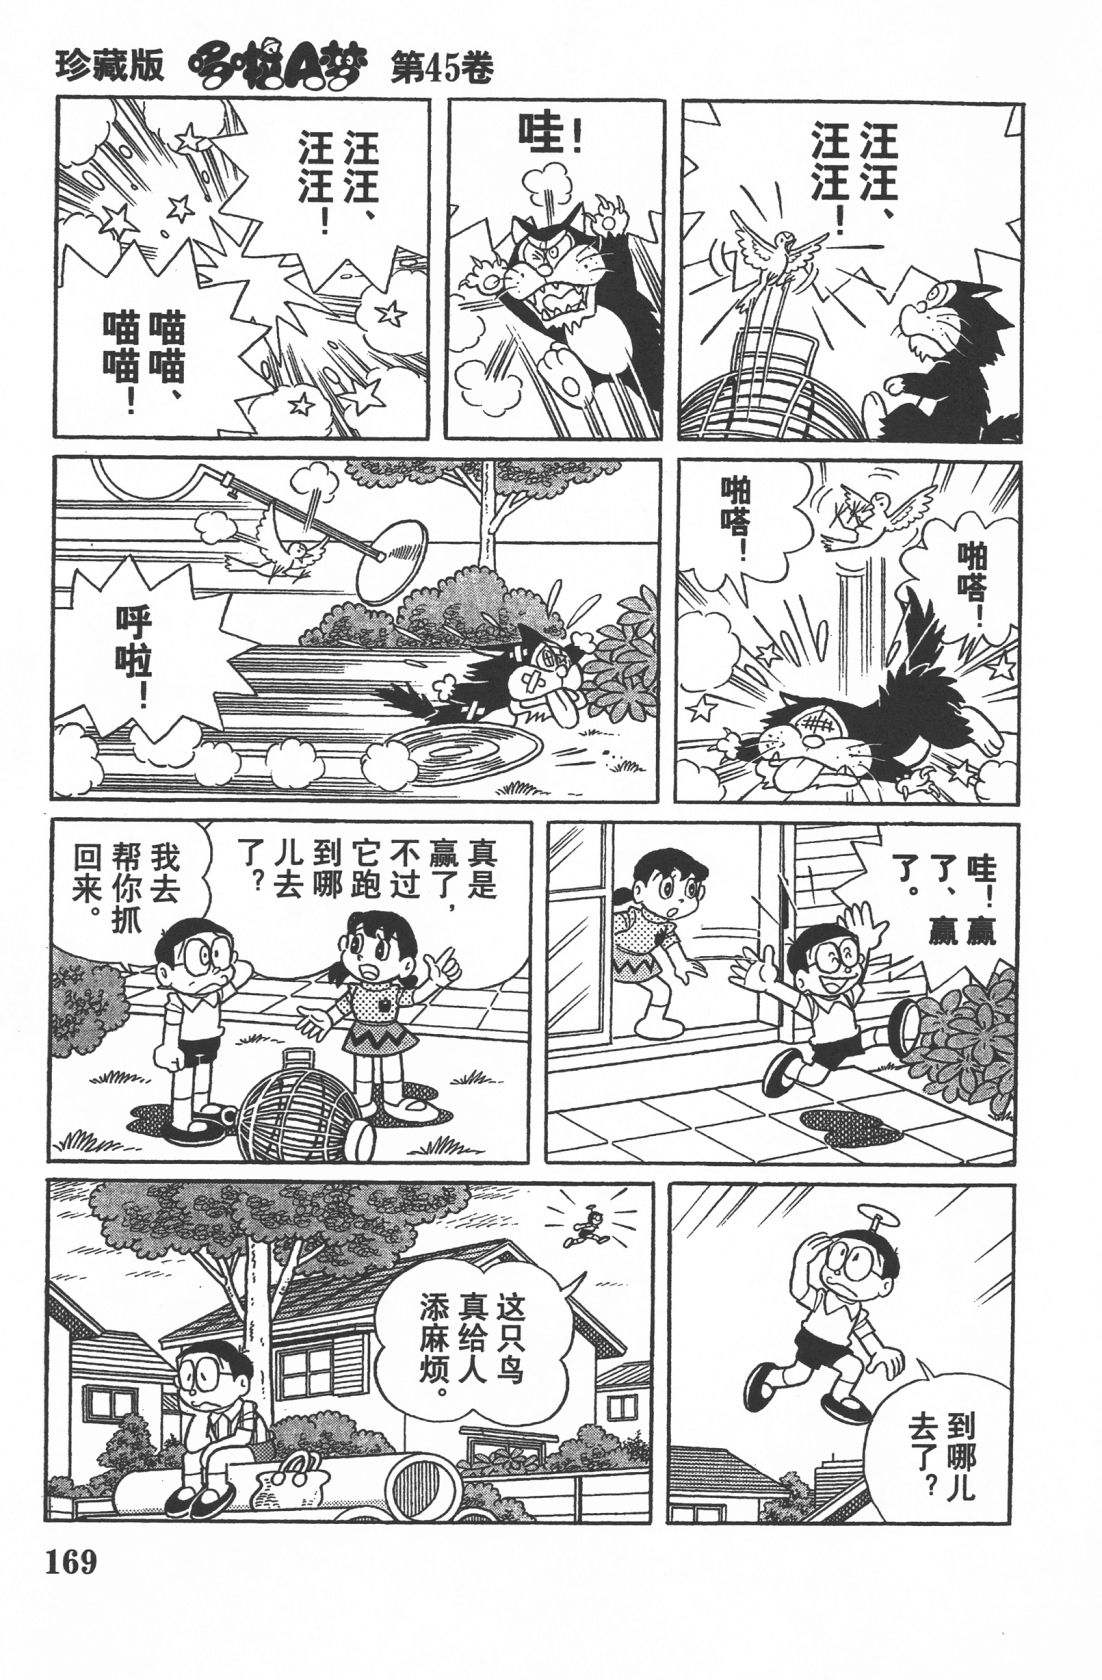 珍藏版 哆啦A梦 第45卷
汪汪、
汪汪！
哇！
汪汪、
汪汪！
喵喵、
喵喵！
啪嗒！
啪嗒！
呼啦！
哇！赢
了、赢
了。
真是
赢了，
不过
它跑
到哪
儿去
了？
我去
帮你抓
回来。
到哪儿
去了？
这只鸟
真给人
添麻烦。
169